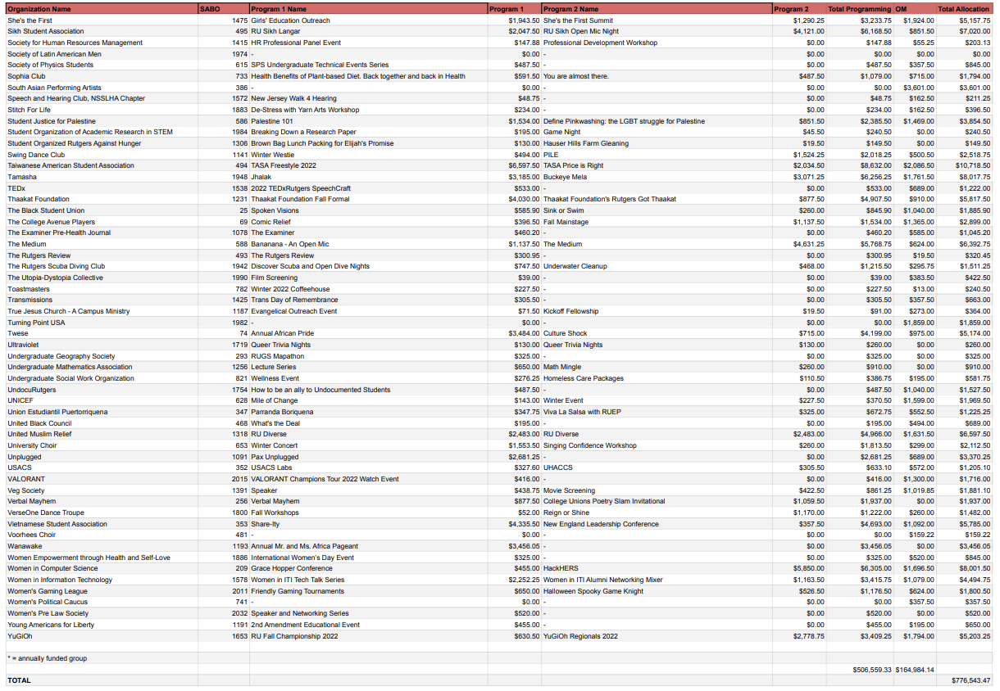 Organization Name SABO Program 1 Name Program 1 Program 2 Name Program 2 Total Programming OM Total Allocation
She's the First 1475 Girls' Education Outreach $1,943.50 She's the First Summit $1,290.25 $3,233.75 $1,924.00 $5,157.75
Sikh Student Association 495 RU Sikh Langar $2,047.50 RU Sikh Open Mic Night $4,121.00 $6,168.50 $851.50 $7,020.00
Society for Human Resources Management 1415 HR Professional Panel Event $147.88 Professional Development Workshop $0.00 $147.88 $55.25 $203.13
Society of Latin American Men 1974 - $0.00 - $0.00 $0.00 $0.00 $0.00
Society of Physics Students 615 SPS Undergraduate Technical Events Series $487.50 - $0.00 $487.50 $357.50 $845.00
Sophia Club 733 Health Benefits of Plant-based Diet. Back together and back in Health $591.50 You are almost there. $487.50 $1,079.00 $715.00 $1,794.00
South Asian Performing Artists 386 - $0.00 - $0.00 $0.00 $3,601.00 $3,601.00
Speech and Hearing Club, NSSLHA Chapter 1572 New Jersey Walk 4 Hearing $48.75 - $0.00 $48.75 $162.50 $211.25
Stitch For Life 1883 De-Stress with Yarn Arts Workshop $234.00 - $0.00 $234.00 $162.50 $396.50
Student Justice for Palestine 586 Palestine 101 $1,534.00 Define Pinkwashing: the LGBT struggle for Palestine $851.50 $2,385.50 $1,469.00 $3,854.50
Student Organization of Academic Research in STEM 1984 Breaking Down a Research Paper $195.00 Game Night $45.50 $240.50 $0.00 $240.50
Student Organized Rutgers Against Hunger 1306 Brown Bag Lunch Packing for Elijah's Promise $130.00 Hauser Hills Farm Gleaning $19.50 $149.50 $0.00 $149.50
Swing Dance Club 1141 Winter Westie $494.00 PILE $1,524.25 $2,018.25 $500.50 $2,518.75
Taiwanese American Student Association 494 TASA Freestyle 2022 $6,597.50 TASA Price is Right $2,034.50 $8,632.00 $2,086.50 $10,718.50
Tamasha 1948 Jhalak $3,185.00 Buckeye Mela $3,071.25 $6,256.25 $1,761.50 $8,017.75
TEDx 1538 2022 TEDxRutgers SpeechCraft $533.00 - $0.00 $533.00 $689.00 $1,222.00
Thaakat Foundation 1231 Thaakat Foundation Fall Formal $4,030.00 Thaakat Foundation's Rutgers Got Thaakat $877.50 $4,907.50 $910.00 $5,817.50
The Black Student Union 25 Spoken Visions $585.90 Sink or Swim $260.00 $845.90 $1,040.00 $1,885.90
The College Avenue Players 69 Comic Relief $396.50 Fall Mainstage $1,137.50 $1,534.00 $1,365.00 $2,899.00
The Examiner Pre-Health Journal 1078 The Examiner $460.20 - $0.00 $460.20 $585.00 $1,045.20
The Medium 588 Bananana - An Open Mic $1,137.50 The Medium $4,631.25 $5,768.75 $624.00 $6,392.75
The Rutgers Review 493 The Rutgers Review $300.95 - $0.00 $300.95 $19.50 $320.45
The Rutgers Scuba Diving Club 1942 Discover Scuba and Open Dive Nights $747.50 Underwater Cleanup $468.00 $1,215.50 $295.75 $1,511.25
The Utopia-Dystopia Collective 1990 Film Screening $39.00 - $0.00 $39.00 $383.50 $422.50
Toastmasters 782 Winter 2022 Coffeehouse $227.50 - $0.00 $227.50 $13.00 $240.50
Transmissions 1425 Trans Day of Remembrance $305.50 - $0.00 $305.50 $357.50 $663.00
True Jesus Church - A Campus Ministry 1187 Evangelical Outreach Event $71.50 Kickoff Fellowship $19.50 $91.00 $273.00 $364.00
Turning Point USA 1982 - $0.00 - $0.00 $0.00 $1,859.00 $1,859.00
Twese 74 Annual African Pride $3,484.00 Culture Shock $715.00 $4,199.00 $975.00 $5,174.00
Ultraviolet 1719 Queer Trivia Nights $130.00 Queer Trivia Nights $130.00 $260.00 $0.00 $260.00
Undergraduate Geography Society 293 RUGS Mapathon $325.00 - $0.00 $325.00 $0.00 $325.00
Undergraduate Mathematics Association 1256 Lecture Series $650.00 Math Mingle $260.00 $910.00 $0.00 $910.00
Undergraduate Social Work Organization 821 Wellness Event $276.25 Homeless Care Packages $110.50 $386.75 $195.00 $581.75
UndocuRutgers 1754 How to be an ally to Undocumented Students $487.50 - $0.00 $487.50 $1,040.00 $1,527.50
UNICEF 628 Mile of Change $143.00 Winter Event $227.50 $370.50 $1,599.00 $1,969.50
Union Estudiantil Puertorriquena 347 Parranda Boriquena $347.75 Viva La Salsa with RUEP $325.00 $672.75 $552.50 $1,225.25
United Black Council 468 What's the Deal $195.00 - $0.00 $195.00 $494.00 $689.00
United Muslim Relief 1318 RU Diverse $2,483.00 RU Diverse $2,483.00 $4,966.00 $1,631.50 $6,597.50
University Choir 653 Winter Concert $1,553.50 Singing Confidence Workshop $260.00 $1,813.50 $299.00 $2,112.50
Unplugged 1091 Pax Unplugged $2,681.25 - $0.00 $2,681.25 $689.00 $3,370.25
USACS 352 USACS Labs $327.60 UHACCS $305.50 $633.10 $572.00 $1,205.10
VALORANT 2015 VALORANT Champions Tour 2022 Watch Event $416.00 - $0.00 $416.00 $1,300.00 $1,716.00
Veg Society 1391 Speaker $438.75 Movie Screening $422.50 $861.25 $1,019.85 $1,881.10
Verbal Mayhem 256 Verbal Mayhem $877.50 College Unions Poetry Slam Invitational $1,059.50 $1,937.00 $0.00 $1,937.00
VerseOne Dance Troupe 1800 Fall Workshops $52.00 Reign or Shine $1,170.00 $1,222.00 $260.00 $1,482.00
Vietnamese Student Association 353 Share-Ity $4,335.50 New England Leadership Conference $357.50 $4,693.00 $1,092.00 $5,785.00
Voorhees Choir 481 - $0.00 - $0.00 $0.00 $159.22 $159.22
Wanawake 1193 Annual Mr. and Ms. Africa Pageant $3,456.05 - $0.00 $3,456.05 $0.00 $3,456.05
Women Empowerment through Health and Self-Love 1886 International Women's Day Event $325.00 - $0.00 $325.00 $520.00 $845.00
Women in Computer Science 209 Grace Hopper Conference $455.00 HackHERS $5,850.00 $6,305.00 $1,696.50 $8,001.50
Women in Information Technology 1578 Women in ITI Tech Talk Series $2,252.25 Women in ITI Alumni Networking Mixer $1,163.50 $3,415.75 $1,079.00 $4,494.75
Women's Gaming League 2011 Friendly Gaming Tournaments $650.00 Halloween Spooky Game Knight $526.50 $1,176.50 $624.00 $1,800.50
Women's Political Caucus 741 - $0.00 - $0.00 $0.00 $357.50 $357.50
Women's Pre Law Society 2032 Speaker and Networking Series $520.00 - $0.00 $520.00 $0.00 $520.00
Young Americans for Liberty 1191 2nd Amendment Educational Event $455.00 - $0.00 $455.00 $195.00 $650.00
YuGiOh 1653 RU Fall Championship 2022 $630.50 YuGiOh Regionals 2022 $2,778.75 $3,409.25 $1,794.00 $5,203.25
* = annually funded group
$506,559.33 $164,984.14
TOTAL $776,543.47